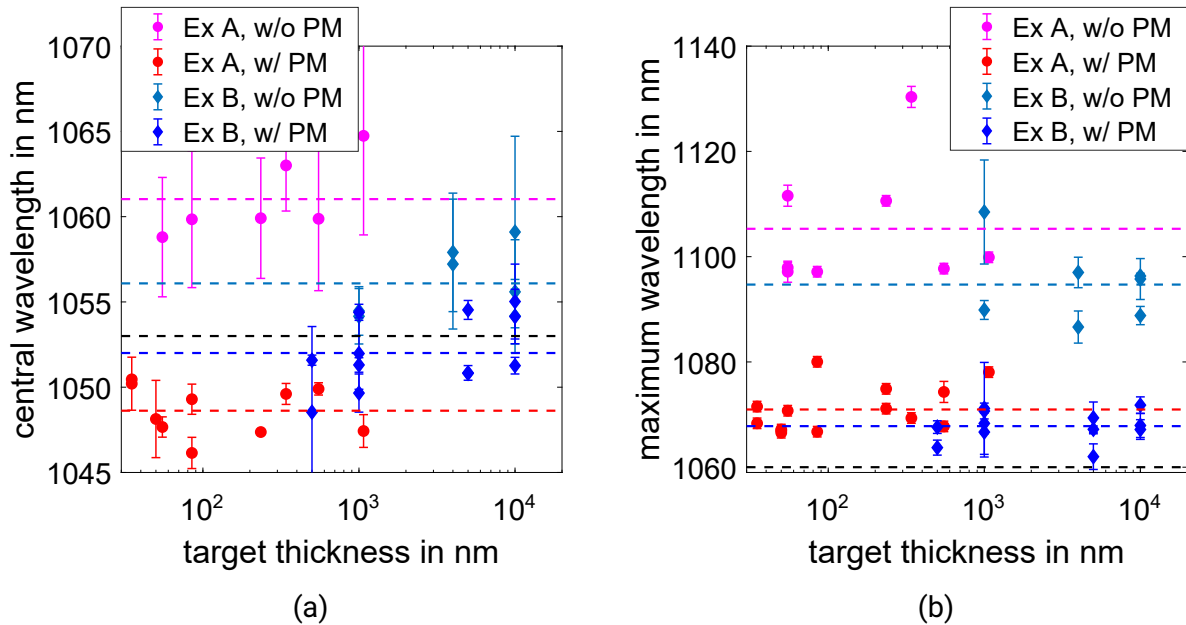 Ex A, w/o PM
Ex A, w/ PM
Ex B, w/o PM
Ex B, w/ PM
1070
1065
1060
1055
1050
1045
central wavelength in nm
10²
10³
10⁴
target thickness in nm
(a)
Ex A, w/o PM
Ex A, w/ PM
Ex B, w/o PM
Ex B, w/ PM
1140
1120
1100
1080
1060
maximum wavelength in nm
10²
10³
10⁴
target thickness in nm
(b)